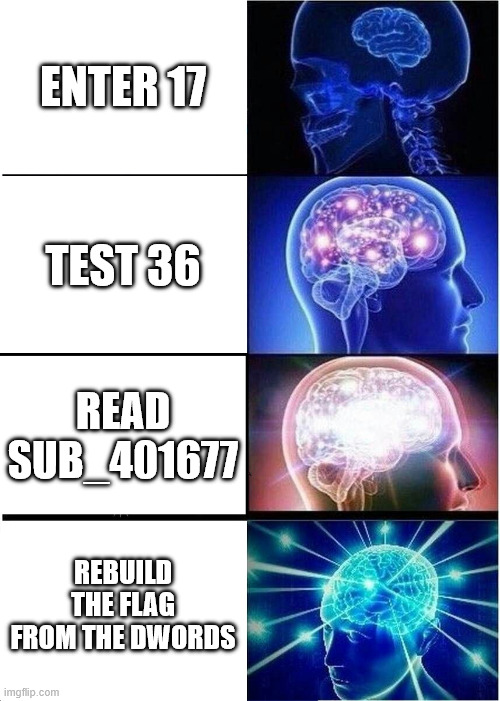 ENTER 17
TEST 36
READ
SUB_401677
REBUILD
THE FLAG
FROM THE DWORDS
imgflip.com